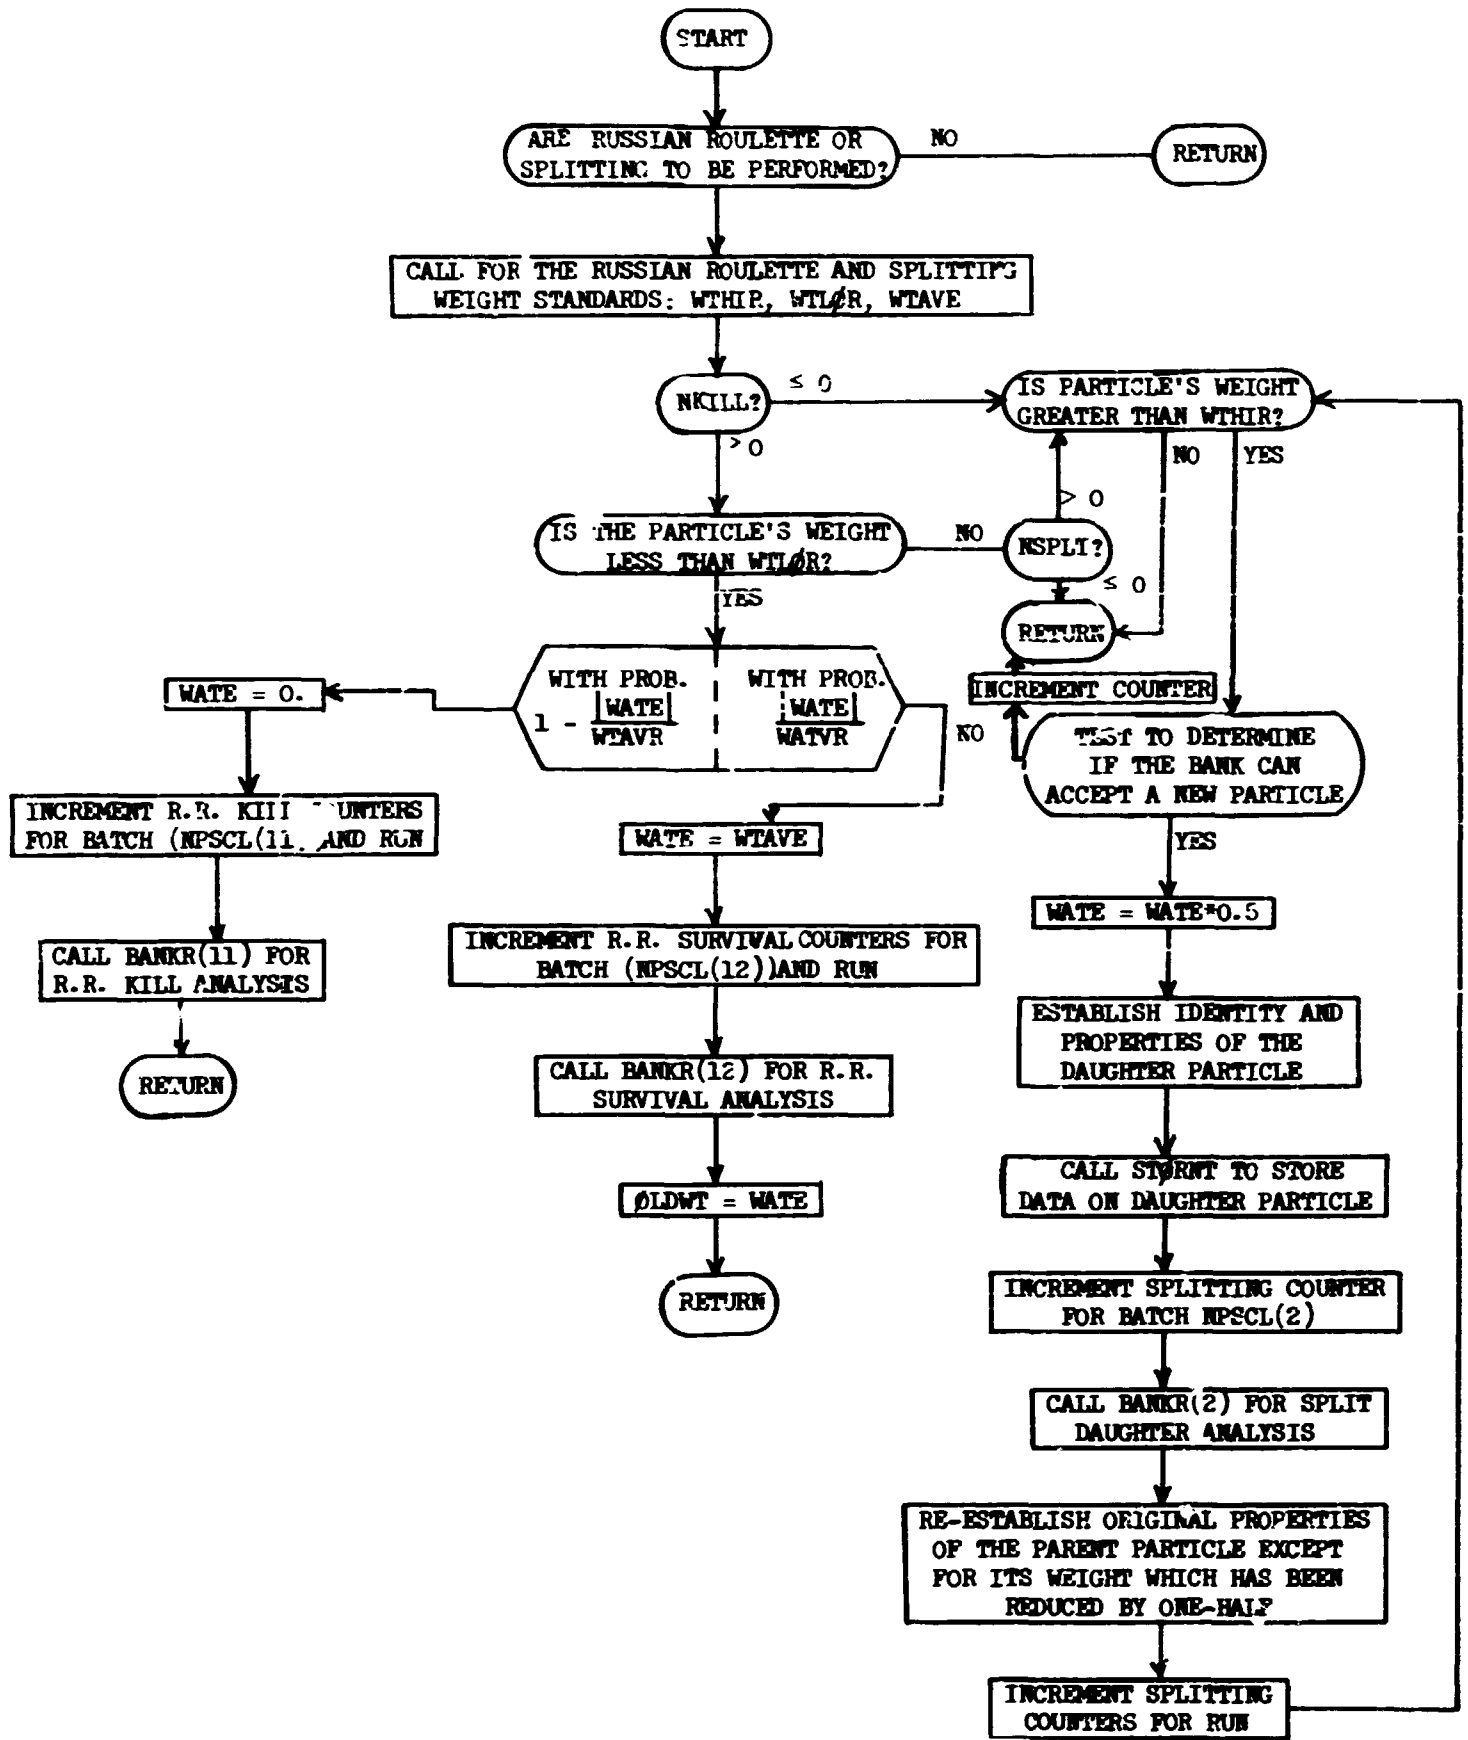 START
ARE RUSSIAN ROULETTE OR
SPLITTING TO BE PERFORMED?
NO
RETURN
CALL FOR THE RUSSIAN ROULETTE AND SPLITTING
WEIGHT STANDARDS: WTHIR, WTLØR, WTAVE
NKILL?
≤ 0
> 0
IS PARTICLE'S WEIGHT
GREATER THAN WTHIR?
NO
YES
IS THE PARTICLE'S WEIGHT
LESS THAN WTLØR?
NO
YES
NSPLI?
> 0
≤ 0
RETURN
INCREMENT COUNTER
NO
TEST TO DETERMINE
IF THE BANK CAN
ACCEPT A NEW PARTICLE
YES
WITH PROB.
1 - |WATE|
WTAVR
WITH PROB.
|WATE|
WATVR
WATE = 0.
INCREMENT R.R. KILL COUNTERS
FOR BATCH (NPSCL(11) AND RUN
CALL BANKR(11) FOR
R.R. KILL ANALYSIS
RETURN
WATE = WTAVE
INCREMENT R.R. SURVIVAL COUNTERS FOR
BATCH (NPSCL(12))AND RUN
CALL BANKR(12) FOR R.R.
SURVIVAL ANALYSIS
ØLDWT = WATE
RETURN
WATE = WATE*0.5
ESTABLISH IDENTITY AND
PROPERTIES OF THE
DAUGHTER PARTICLE
CALL STØRNT TO STORE
DATA ON DAUGHTER PARTICLE
INCREMENT SPLITTING COUNTER
FOR BATCH NPSCL(2)
CALL BANKR(2) FOR SPLIT
DAUGHTER ANALYSIS
RE-ESTABLISH ORIGINAL PROPERTIES
OF THE PARENT PARTICLE EXCEPT
FOR ITS WEIGHT WHICH HAS BEEN
REDUCED BY ONE-HALF
INCREMENT SPLITTING
COUNTERS FOR RUN